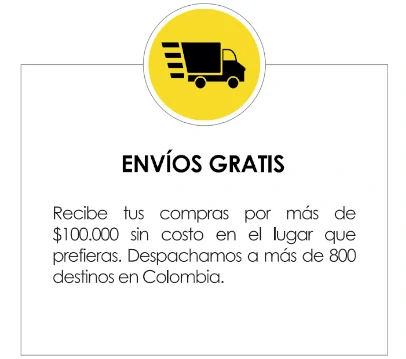 ENVÍOS GRATIS
Recibe tus compras por más de
$100.000 sin costo en el lugar que
prefieras. Despachamos a más de 800
destinos en Colombia.